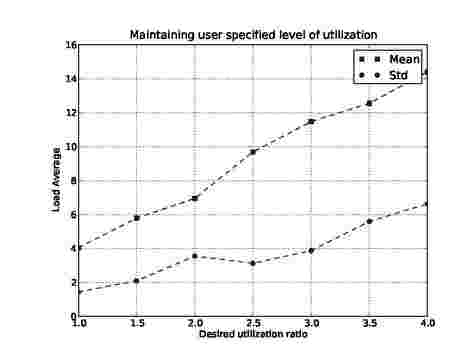 Maintaining user specified level of utilization
16
14
12
10
8
6
4
2
0
Load Average
Mean
Std
1.0 1.5 2.0 2.5 3.0 3.5 4.0
Desired utilization ratio